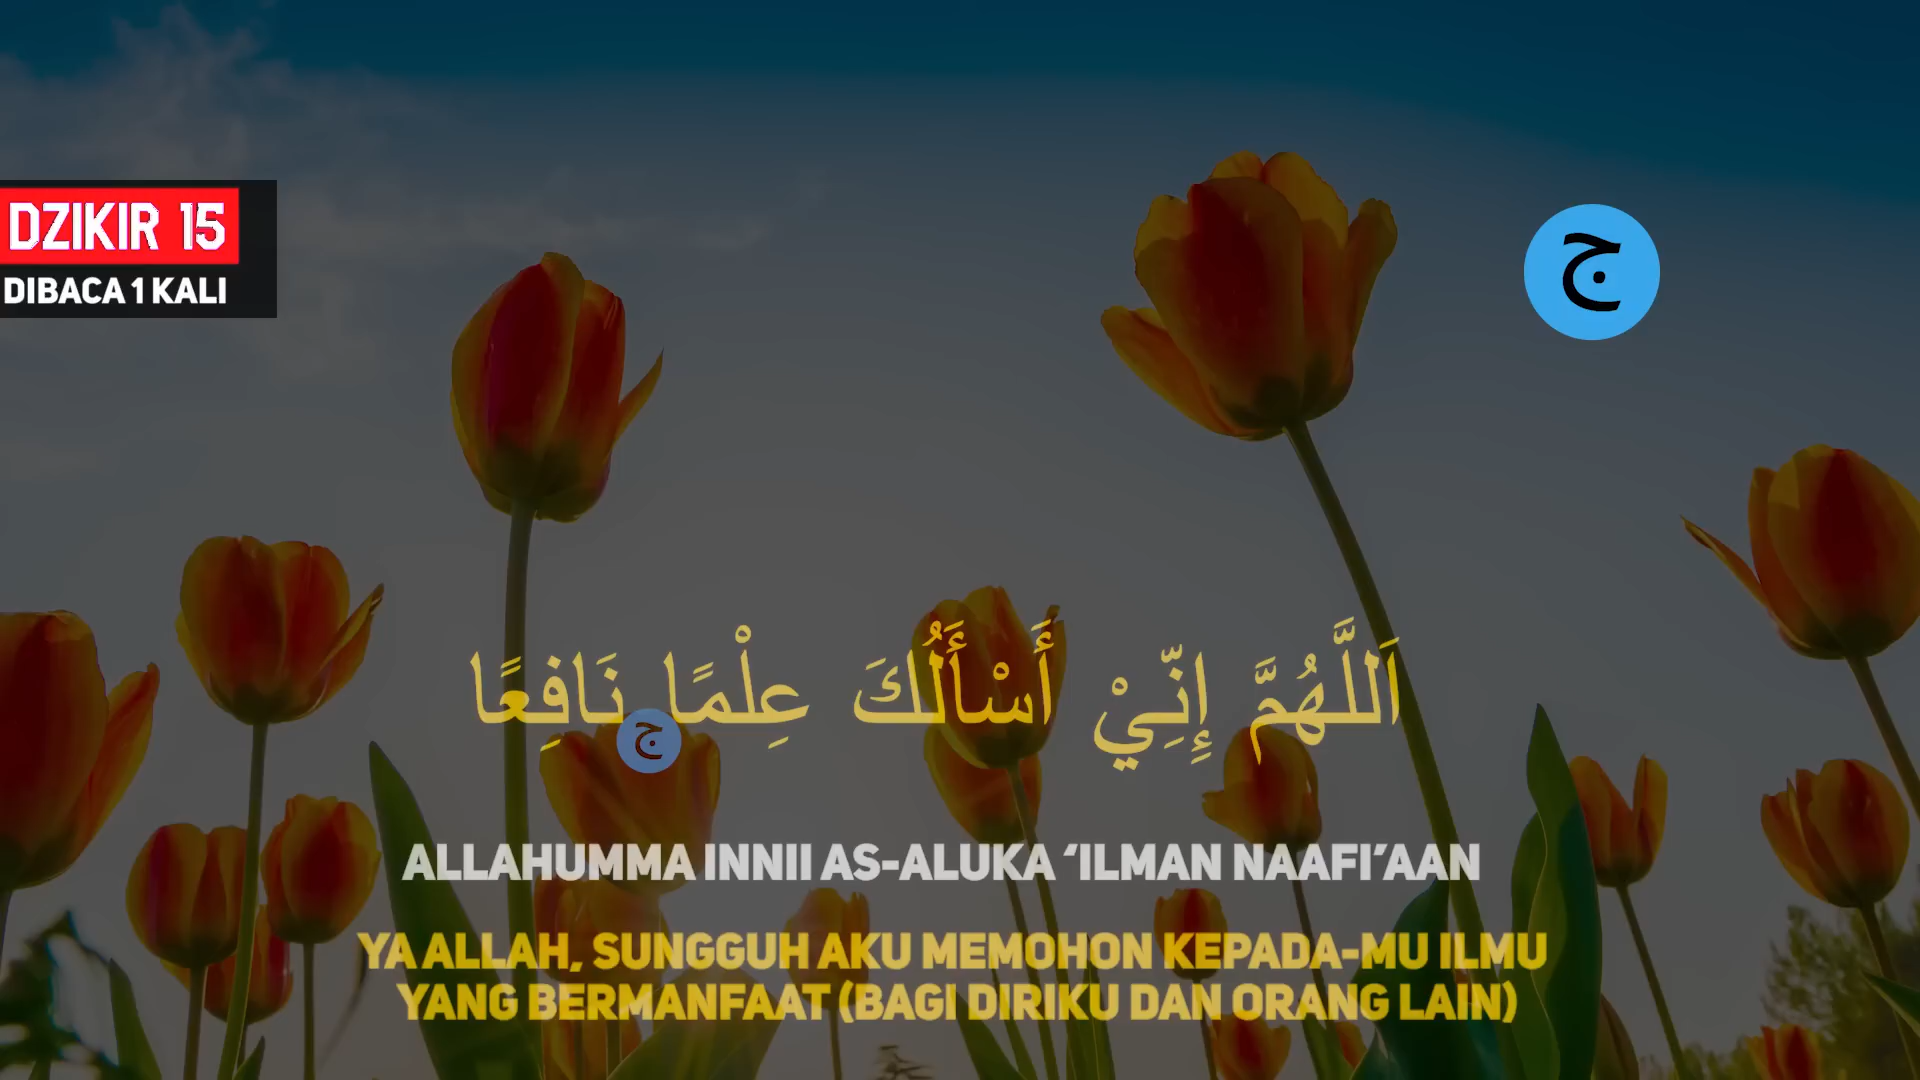 DZIKIR 15
DIBACA 1 KALI
ج
اَللَّهُمَّ إِنِّيْ أَسْأَلُكَ عِلْمًا نَافِعًا
ج
ALLAHUMMA INNII AS-ALUKA ‘ILMAN NAAFI’AAN
YA ALLAH, SUNGGUH AKU MEMOHON KEPADA-MU ILMU
YANG BERMANFAAT (BAGI DIRIKU DAN ORANG LAIN)